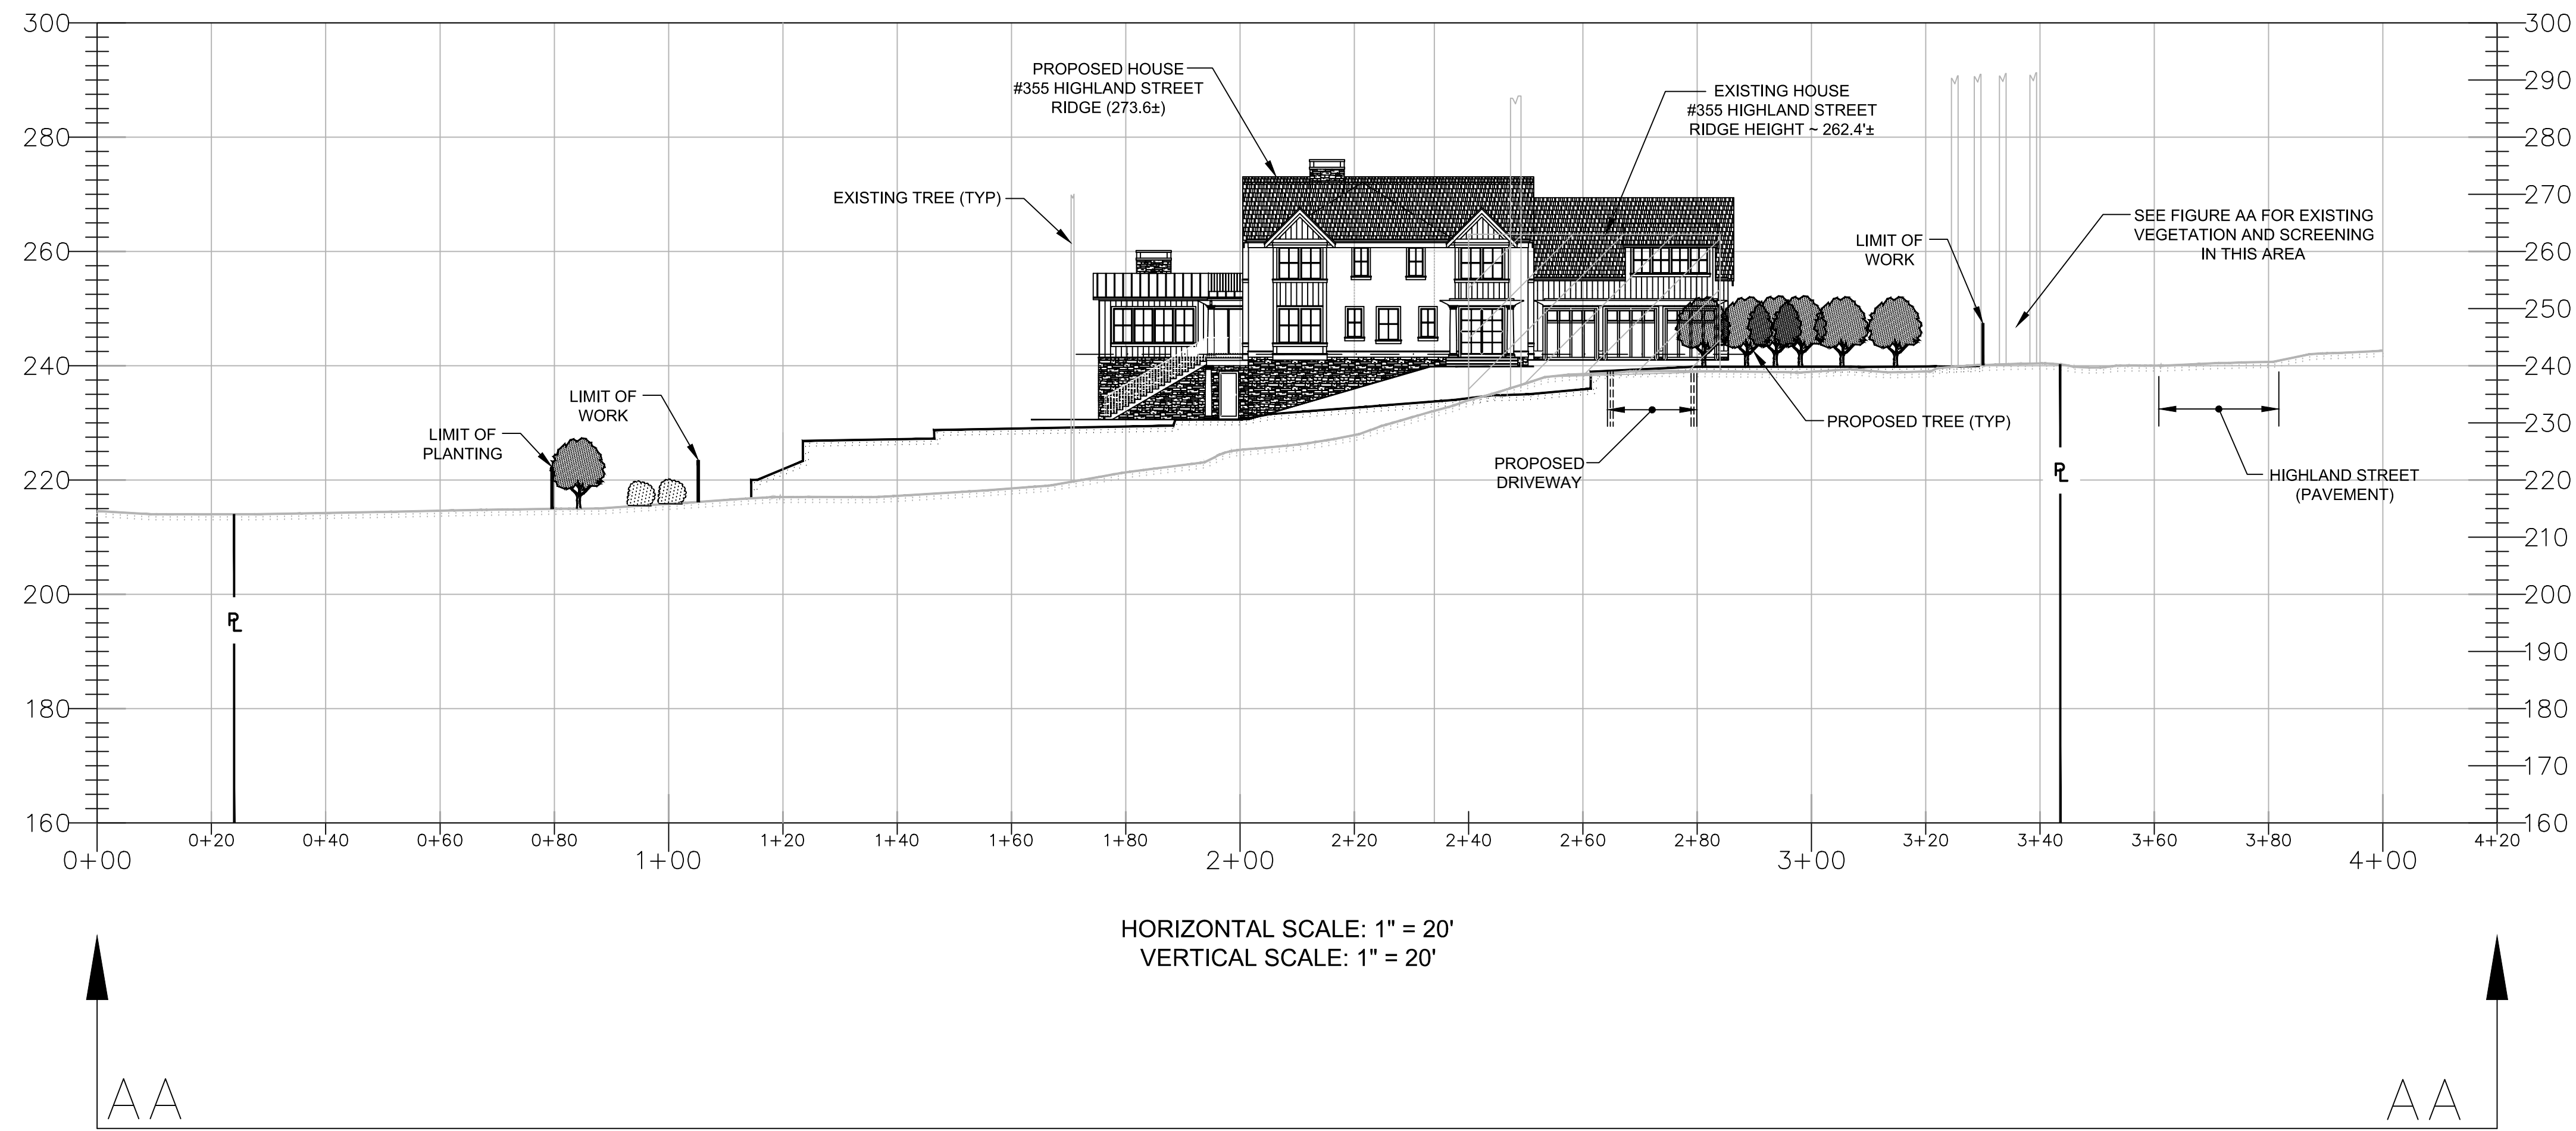 300
280
260
240
220
200
180
160
300
290
280
270
260
250
240
230
220
210
200
190
180
170
160
PROPOSED HOUSE
#355 HIGHLAND STREET
RIDGE (273.6±)
EXISTING HOUSE
#355 HIGHLAND STREET
RIDGE HEIGHT ~ 262.4'±
EXISTING TREE (TYP)
LIMIT OF
WORK
SEE FIGURE AA FOR EXISTING
VEGETATION AND SCREENING
IN THIS AREA
LIMIT OF
WORK
LIMIT OF
PLANTING
PROPOSED TREE (TYP)
PROPOSED
DRIVEWAY
HIGHLAND STREET
(PAVEMENT)
PL
PL
0+20 0+40 0+60 0+80 1+20 1+40 1+60 1+80 2+20 2+40 2+60 2+80 3+20 3+40 3+60 3+80 4+20
0+00 1+00 2+00 3+00 4+00
HORIZONTAL SCALE: 1" = 20'
VERTICAL SCALE: 1" = 20'
AA
AA